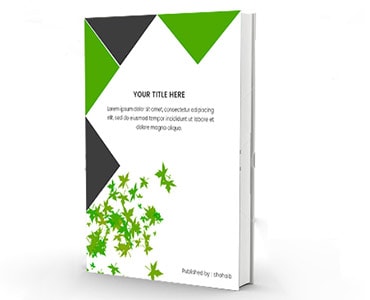 YOUR TITLE HERE
Lorem ipsum dolor sit amet, consectetur adipiscing
elit, sed do eiusmod tempor incididunt ut labore et
dolore magna aliqua.
Published by : shohaib